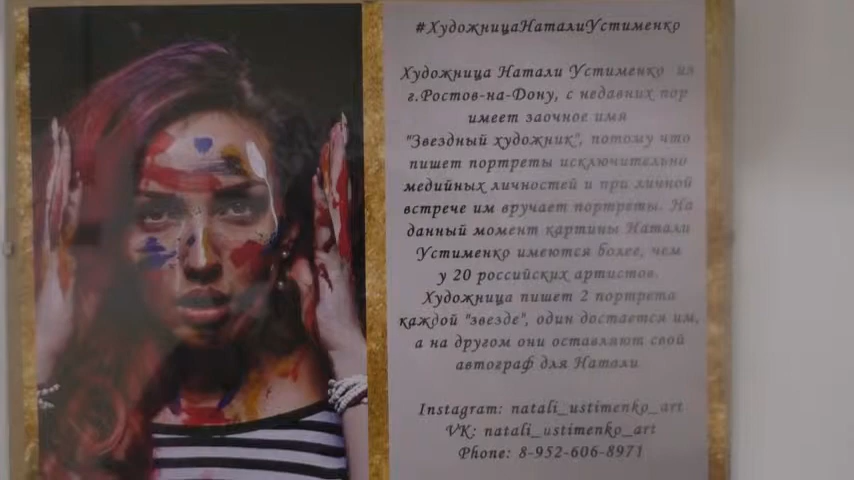 #ХудожницаНаталиУстименко
Художница Натали Устименко из
г.Ростов-на-Дону, с недавних пор
имеет заочное имя
"Звездный художник", потому что
пишет портреты исключительно
медийных личностей и при личной
встрече им вручает портреты. На
данный момент картины Натали
Устименко имеются более, чем
у 20 российских артистов.
Художница пишет 2 портрета
каждой "звезде", один достается им,
а на другом они оставляют свой
автограф для Натали
Instagram: natali_ustimenko_art
VK: natali_ustimenko_art
Phone: 8-952-606-8971